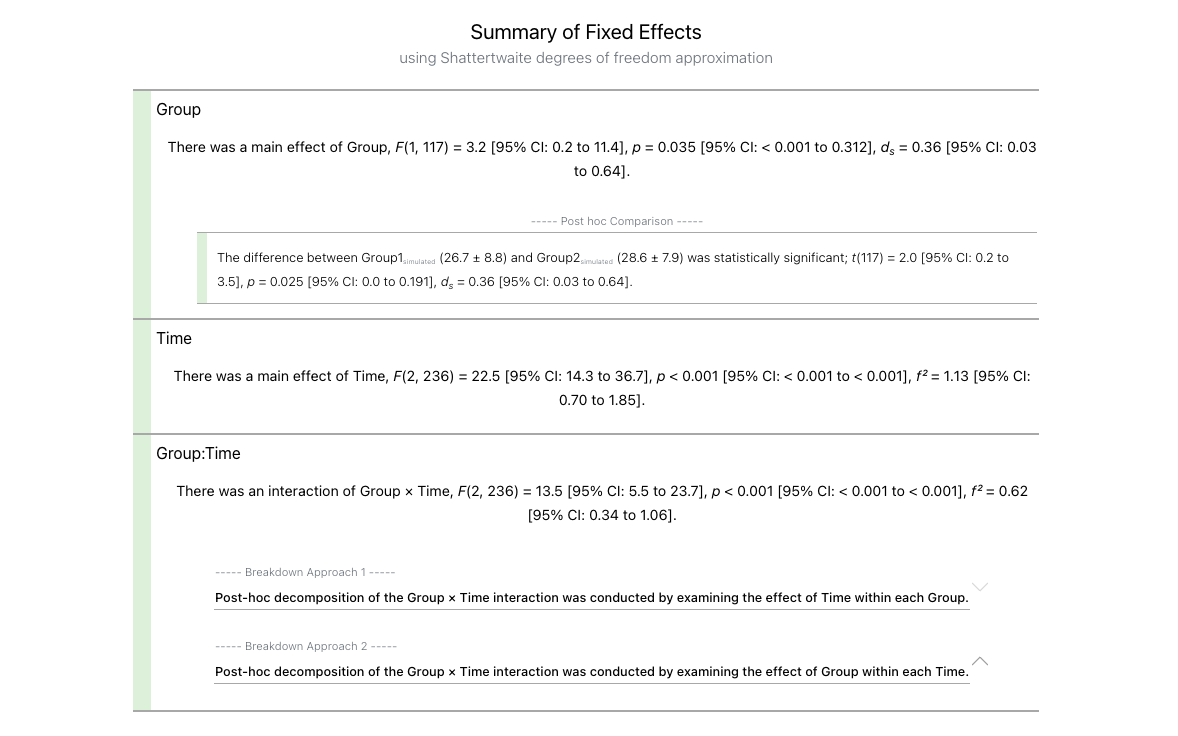 Summary of Fixed Effects
using Shattertwaite degrees of freedom approximation
Group
There was a main effect of Group, F(1, 117) = 3.2 [95% CI: 0.2 to 11.4], p = 0.035 [95% CI: < 0.001 to 0.312], ds = 0.36 [95% CI: 0.03
to 0.64].
----- Post hoc Comparison -----
The difference between Group1simulated (26.7 ± 8.8) and Group2simulated (28.6 ± 7.9) was statistically significant; t(117) = 2.0 [95% CI: 0.2 to
3.5], p = 0.025 [95% CI: 0.0 to 0.191], ds = 0.36 [95% CI: 0.03 to 0.64].
Time
There was a main effect of Time, F(2, 236) = 22.5 [95% CI: 14.3 to 36.7], p < 0.001 [95% CI: < 0.001 to < 0.001], f² = 1.13 [95% CI:
0.70 to 1.85].
Group:Time
There was an interaction of Group × Time, F(2, 236) = 13.5 [95% CI: 5.5 to 23.7], p < 0.001 [95% CI: < 0.001 to < 0.001], f² = 0.62
[95% CI: 0.34 to 1.06].
----- Breakdown Approach 1 -----
Post-hoc decomposition of the Group × Time interaction was conducted by examining the effect of Time within each Group.
----- Breakdown Approach 2 -----
Post-hoc decomposition of the Group × Time interaction was conducted by examining the effect of Group within each Time.